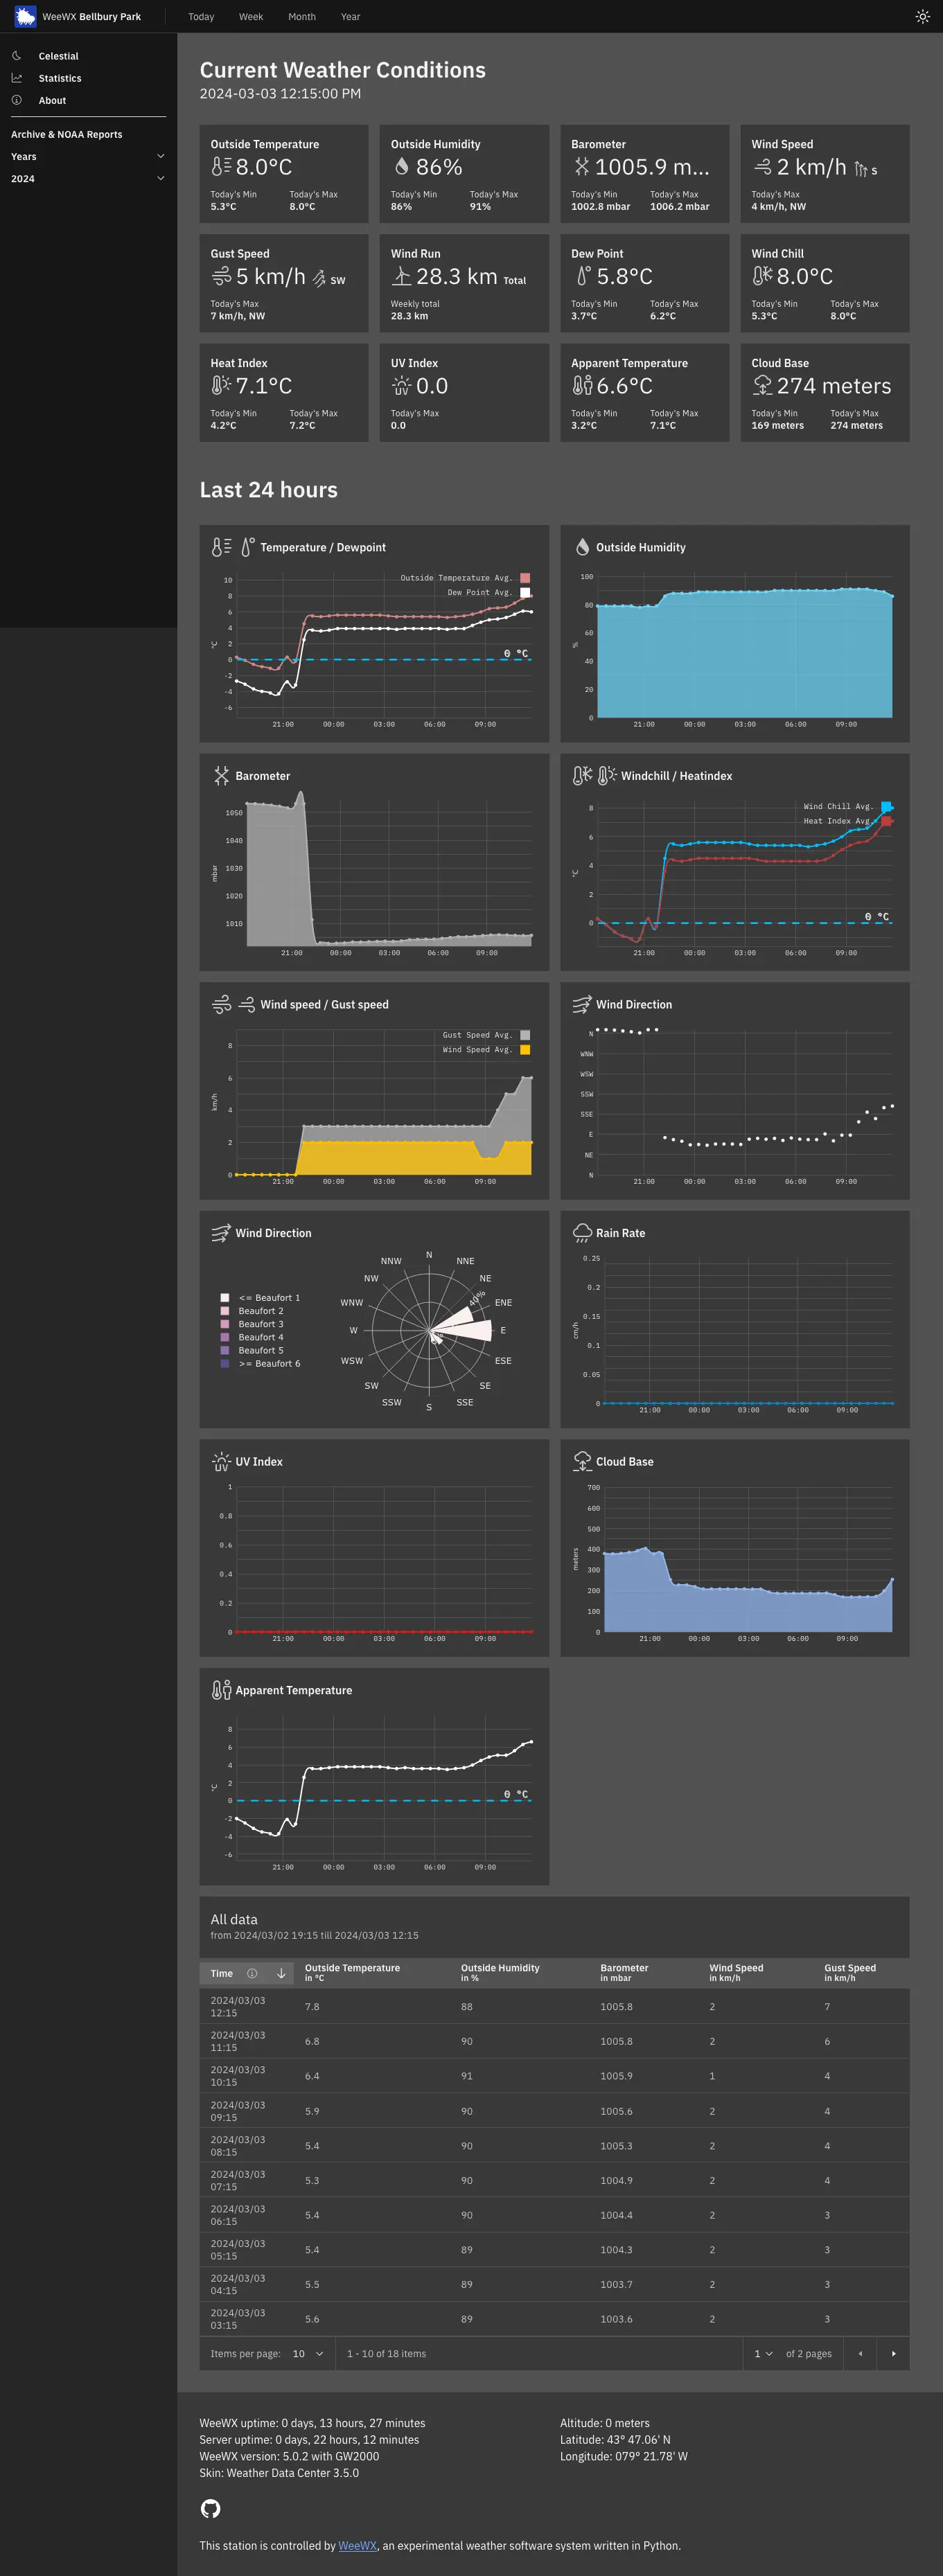 WeeWX Bellbury Park
Today Week Month Year
Celestial
Statistics
About
Archive & NOAA Reports
Years
2024
Current Weather Conditions
2024-03-03 12:15:00 PM
Outside Temperature
8.0°C
Today's Min Today's Max
5.3°C 8.0°C
Outside Humidity
86%
Today's Min Today's Max
86% 91%
Barometer
1005.9 m...
Today's Min Today's Max
1002.8 mbar 1006.2 mbar
Wind Speed
2 km/h S
Today's Max
4 km/h, NW
Gust Speed
5 km/h SW
Today's Max
7 km/h, NW
Wind Run
28.3 km Total
Weekly total
28.3 km
Dew Point
5.8°C
Today's Min Today's Max
3.7°C 6.2°C
Wind Chill
8.0°C
Today's Min Today's Max
5.3°C 8.0°C
Heat Index
7.1°C
Today's Min Today's Max
4.2°C 7.2°C
UV Index
0.0
Today's Max
0.0
Apparent Temperature
6.6°C
Today's Min Today's Max
3.2°C 7.1°C
Cloud Base
274 meters
Today's Min Today's Max
169 meters 274 meters
Last 24 hours
Temperature / Dewpoint
Outside Temperature Avg.
Dew Point Avg.
10
8
6
4
2
0
-2
-4
-6
°C
0 °C
21:00 00:00 03:00 06:00 09:00
Outside Humidity
100
80
60
40
20
0
%
21:00 00:00 03:00 06:00 09:00
Barometer
1050
1040
1030
1020
1010
mbar
21:00 00:00 03:00 06:00 09:00
Windchill / Heatindex
Wind Chill Avg.
Heat Index Avg.
8
6
4
2
0
°C
0 °C
21:00 00:00 03:00 06:00 09:00
Wind speed / Gust speed
Gust Speed Avg.
Wind Speed Avg.
8
6
4
2
0
km/h
21:00 00:00 03:00 06:00 09:00
Wind Direction
N
WNW
WSW
SSW
SSE
E
NE
N
21:00 00:00 03:00 06:00 09:00
Wind Direction
<= Beaufort 1
Beaufort 2
Beaufort 3
Beaufort 4
Beaufort 5
>= Beaufort 6
N
NNE
NE
ENE
E
ESE
SE
SSE
S
SSW
SW
WSW
W
WNW
NW
NNW
40%
Rain Rate
0.25
0.2
0.15
0.1
0.05
0
cm/h
21:00 00:00 03:00 06:00 09:00
UV Index
1
0.8
0.6
0.4
0.2
0
21:00 00:00 03:00 06:00 09:00
Cloud Base
700
600
500
400
300
200
100
0
meters
21:00 00:00 03:00 06:00 09:00
Apparent Temperature
8
6
4
2
0
-2
-4
-6
°C
0 °C
21:00 00:00 03:00 06:00 09:00
All data
from 2024/03/02 19:15 till 2024/03/03 12:15
Time Outside Temperature Outside Humidity Barometer Wind Speed Gust Speed
in °C in % in mbar in km/h in km/h
2024/03/03
12:15 7.8 88 1005.8 2 7
2024/03/03
11:15 6.8 90 1005.8 2 6
2024/03/03
10:15 6.4 91 1005.9 1 4
2024/03/03
09:15 5.9 90 1005.6 2 4
2024/03/03
08:15 5.4 90 1005.3 2 4
2024/03/03
07:15 5.3 90 1004.9 2 4
2024/03/03
06:15 5.4 90 1004.4 2 3
2024/03/03
05:15 5.4 89 1004.3 2 3
2024/03/03
04:15 5.5 89 1003.7 2 3
2024/03/03
03:15 5.6 89 1003.6 2 3
Items per page: 10 1 - 10 of 18 items 1 of 2 pages
WeeWX uptime: 0 days, 13 hours, 27 minutes
Server uptime: 0 days, 22 hours, 12 minutes
WeeWX version: 5.0.2 with GW2000
Skin: Weather Data Center 3.5.0
Altitude: 0 meters
Latitude: 43° 47.06' N
Longitude: 079° 21.78' W
This station is controlled by WeeWX, an experimental weather software system written in Python.